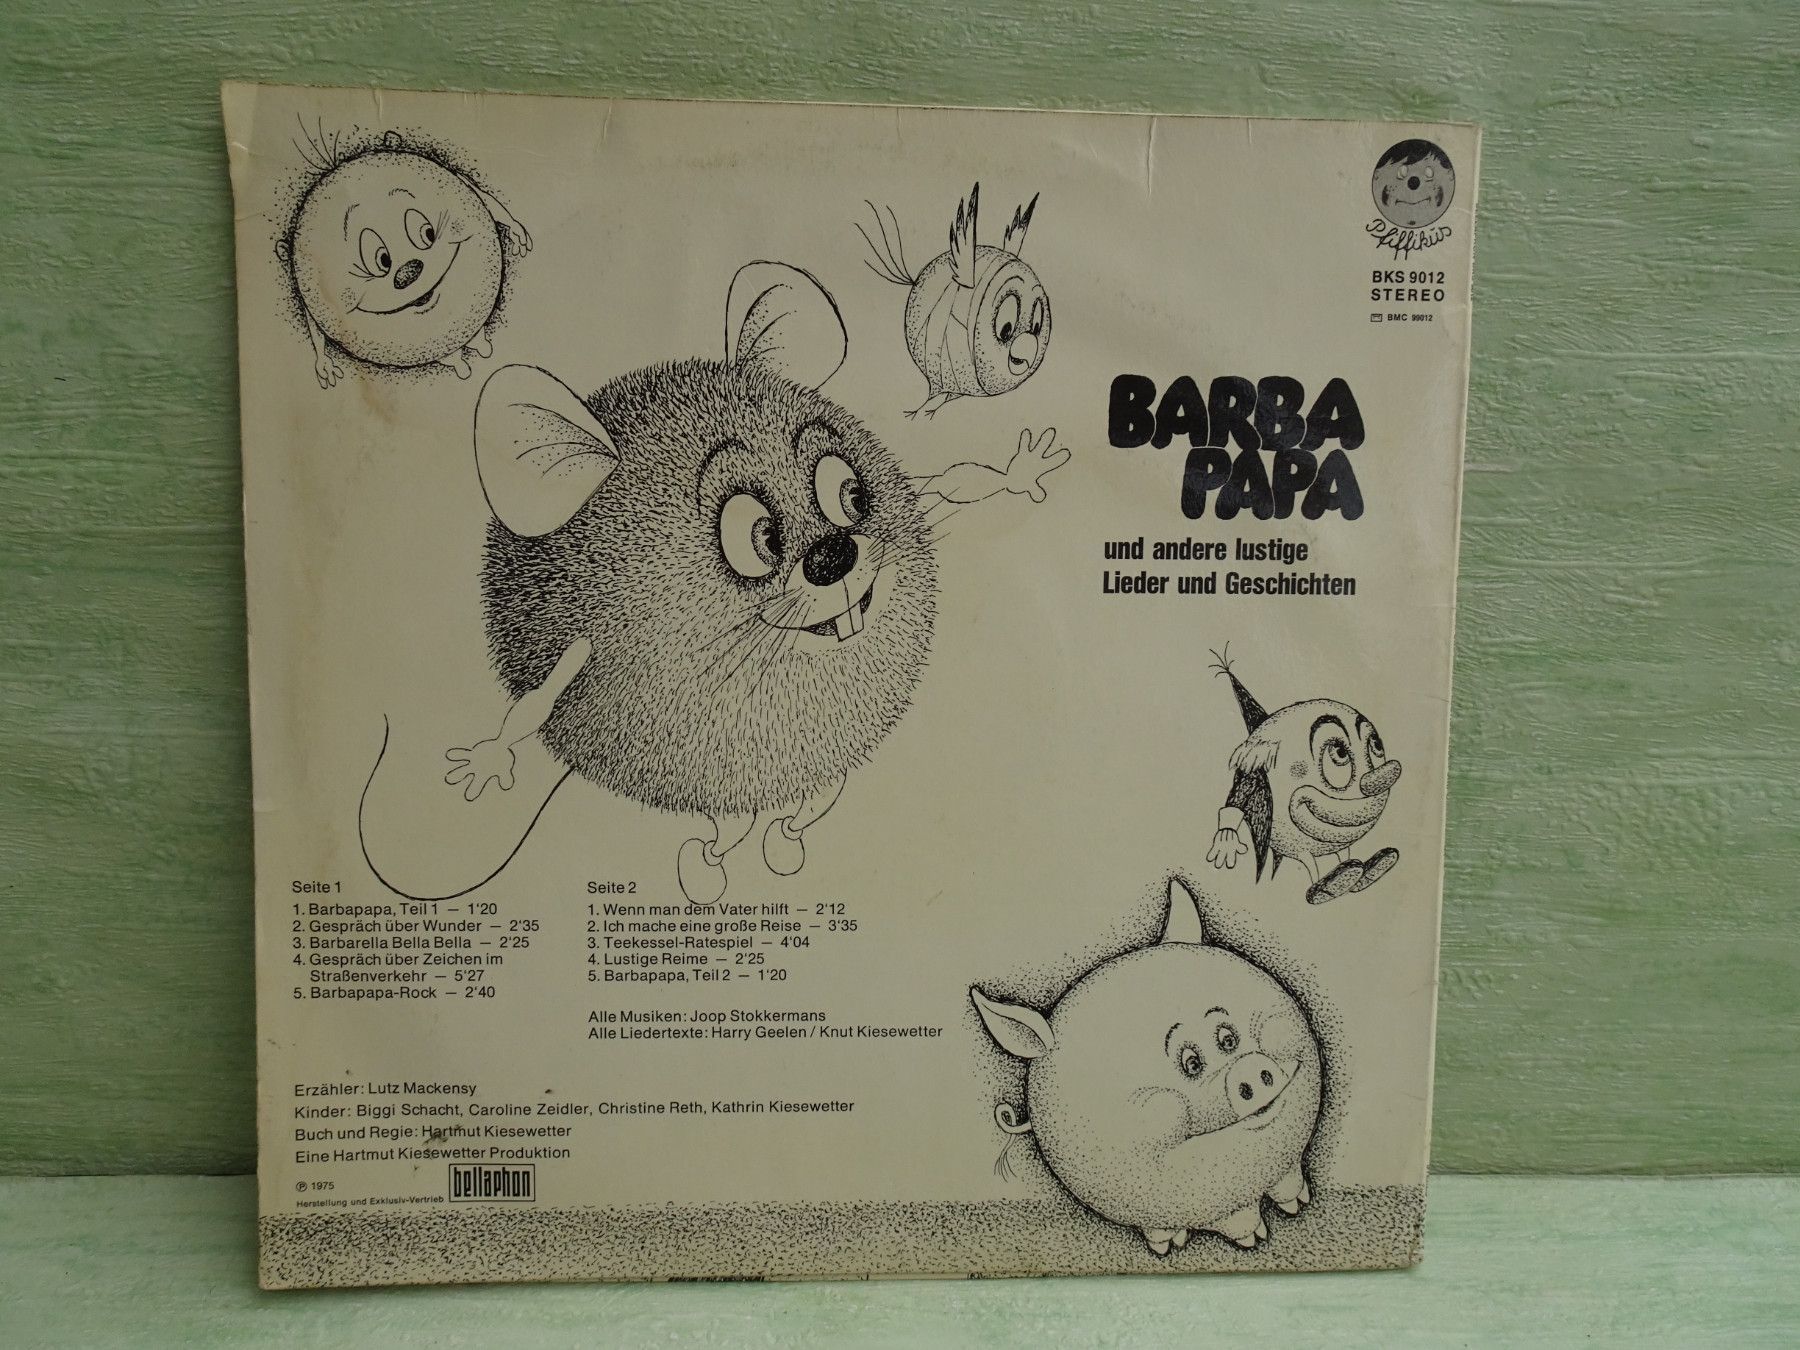 Pfiffikus
BKS 9012
STEREO
BMC 99012
BARBA
PAPA
und andere lustige
Lieder und Geschichten
Seite 1
1. Barbapapa, Teil 1 — 1'20
2. Gespräch über Wunder — 2'35
3. Barbarella Bella Bella — 2'25
4. Gespräch über Zeichen im
Straßenverkehr — 5'27
5. Barbapapa-Rock — 2'40
Seite 2
1. Wenn man dem Vater hilft — 2'12
2. Ich mache eine große Reise — 3'35
3. Teekessel-Ratespiel — 4'04
4. Lustige Reime — 2'25
5. Barbapapa, Teil 2 — 1'20
Alle Musiken: Joop Stokkermans
Alle Liedertexte: Harry Geelen / Knut Kiesewetter
Erzähler: Lutz Mackensy
Kinder: Biggi Schacht, Caroline Zeidler, Christine Reth, Kathrin Kiesewetter
Buch und Regie: Hartmut Kiesewetter
Eine Hartmut Kiesewetter Produktion
℗ 1975
Herstellung und Exklusiv-Vertrieb bellaphon